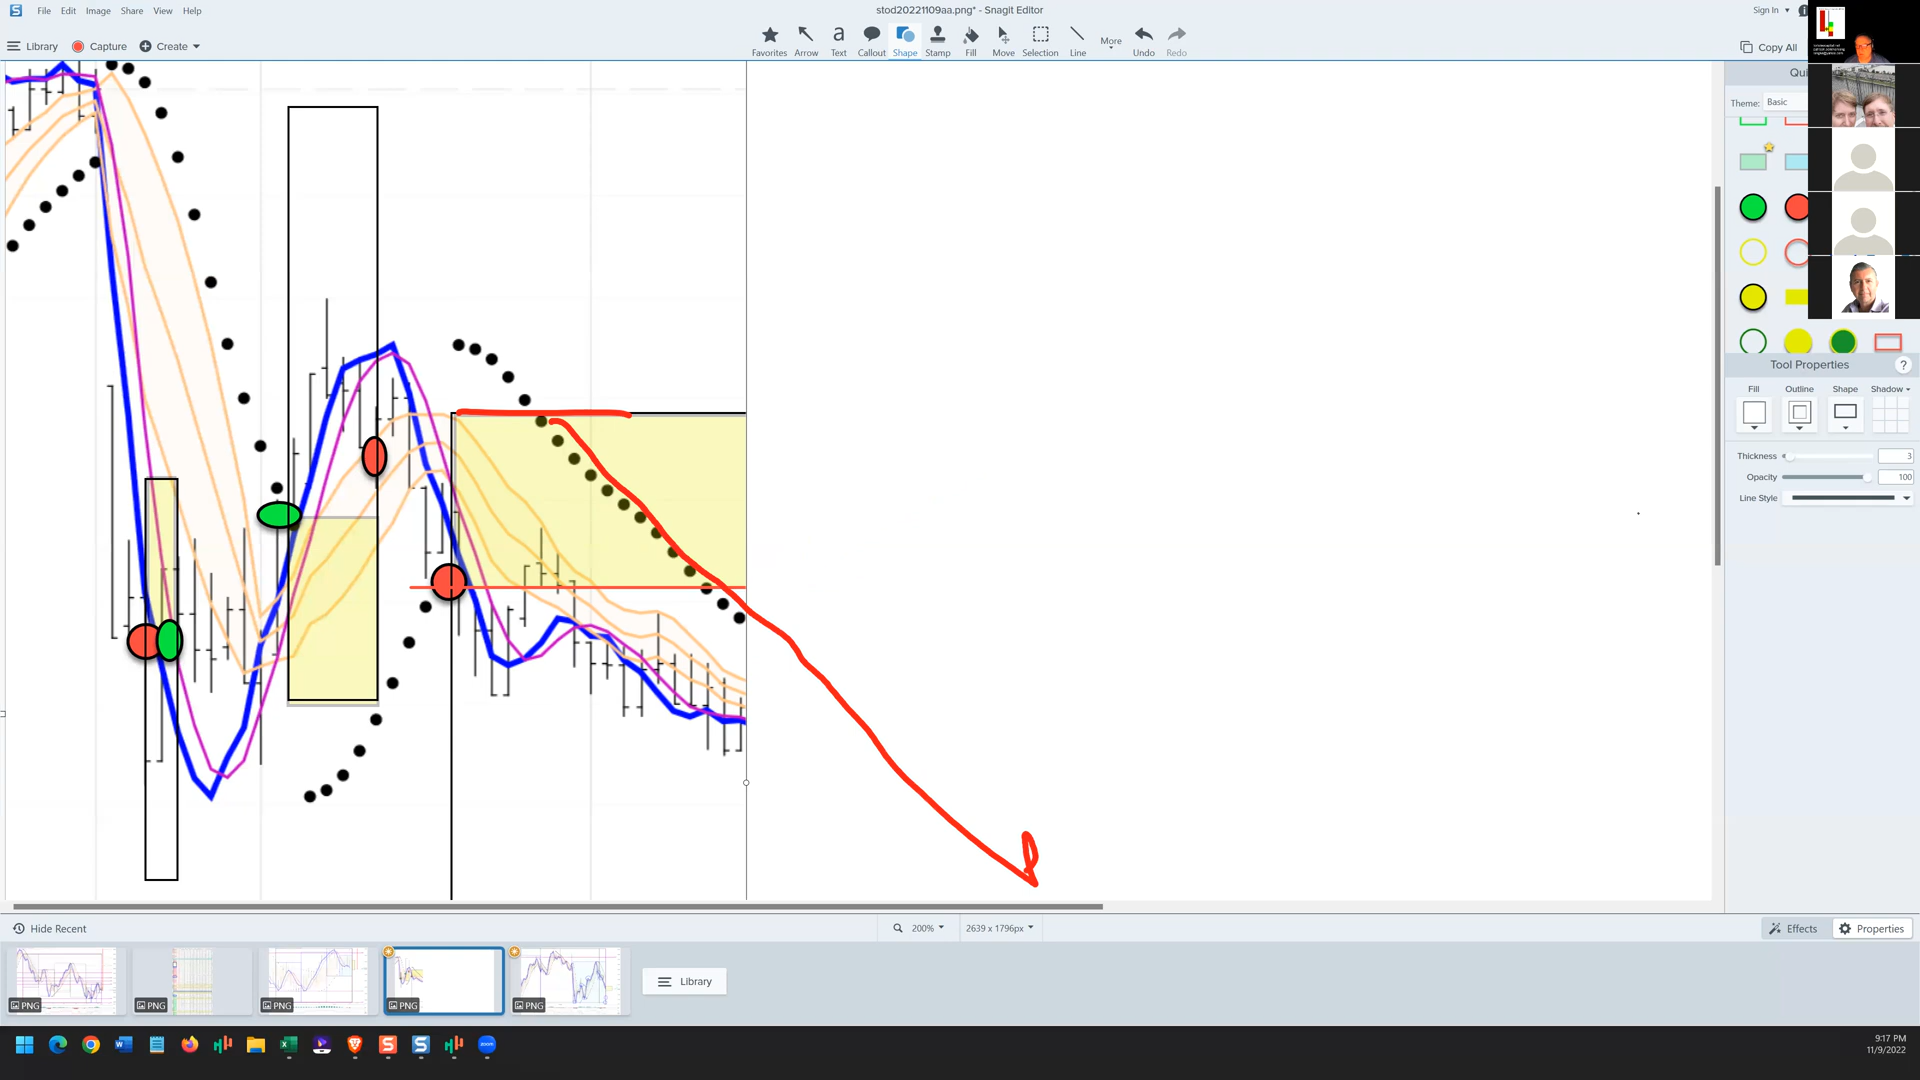 stod20221109aa.png* - Snagit Editor
File Edit Image Share View Help
Sign In
Library Capture Create
Favorites Arrow Text Callout Shape Stamp Fill Move Selection Line More Undo Redo
Copy All
Theme: Basic
Tool Properties ?
Fill Outline Shape Shadow
Thickness 3
Opacity 100
Line Style
Hide Recent
200% 2639 x 1796px
Effects Properties
PNG PNG PNG PNG PNG
Library
9:17 PM
11/9/2022